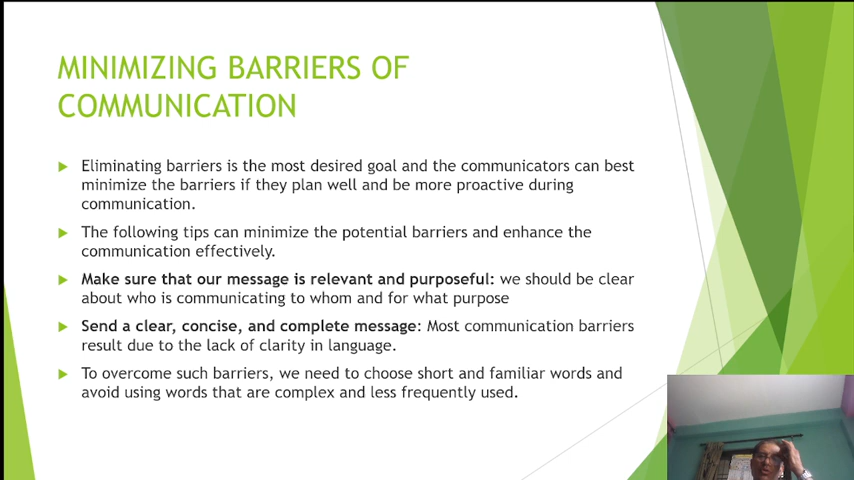 MINIMIZING BARRIERS OF
COMMUNICATION
Eliminating barriers is the most desired goal and the communicators can best
minimize the barriers if they plan well and be more proactive during
communication.
The following tips can minimize the potential barriers and enhance the
communication effectively.
Make sure that our message is relevant and purposeful: we should be clear
about who is communicating to whom and for what purpose
Send a clear, concise, and complete message: Most communication barriers
result due to the lack of clarity in language.
To overcome such barriers, we need to choose short and familiar words and
avoid using words that are complex and less frequently used.